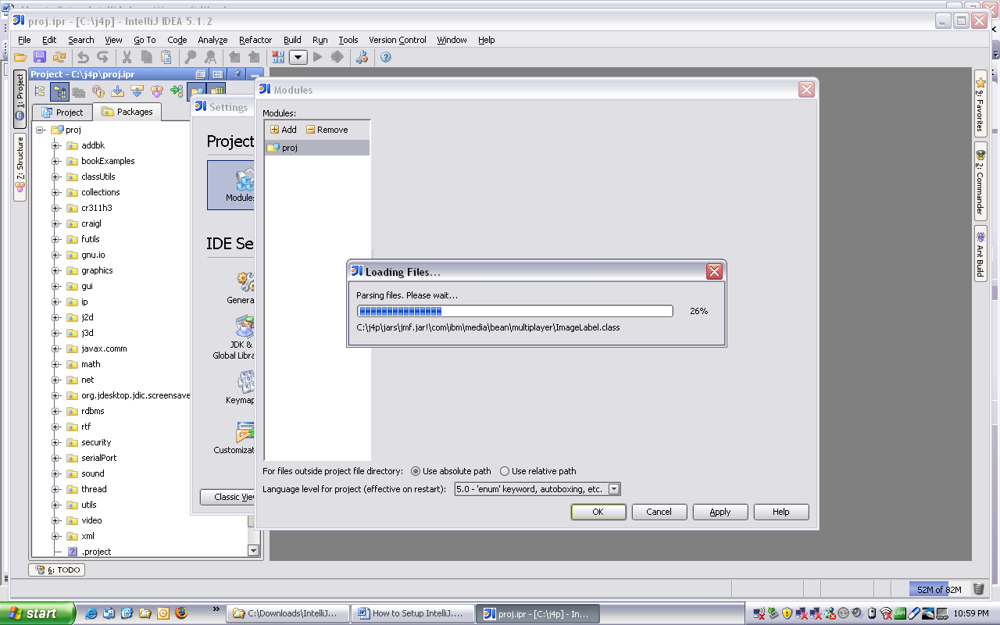 proj.ipr - [C:\j4p] - IntelliJ IDEA 5.1.2
File Edit Search View Go To Code Analyze Refactor Build Run Tools Version Control Window Help
Project - C:\j4p\proj.ipr
1: Project
Z: Structure
Project Packages
proj
addbk
bookExamples
classUtils
collections
cr311h3
craigl
futils
gnu.io
graphics
gui
ip
j2d
j3d
javax.comm
math
net
org.jdesktop.jdic.screensave
rdbms
rtf
security
serialPort
sound
thread
utils
video
xml
.project
Settings
Project
Modules
IDE Se
Genera
JDK &
Global Libra
Keymap
Customizat
Classic Vie
Modules
Modules:
Add Remove
proj
Loading Files...
Parsing files. Please wait...
26%
C:\j4p\jars\jmf.jar!\com\ibm\media\bean\multiplayer\ImageLabel.class
For files outside project file directory: Use absolute path Use relative path
Language level for project (effective on restart): 5.0 - 'enum' keyword, autoboxing, etc.
OK Cancel Apply Help
9: Favorites
2: Commander
Ant Build
6: TODO
52M of 82M
start
C:\Downloads\IntelliJ...
How to Setup IntelliJ....
proj.ipr - [C:\j4p] - In...
LAN
10:59 PM